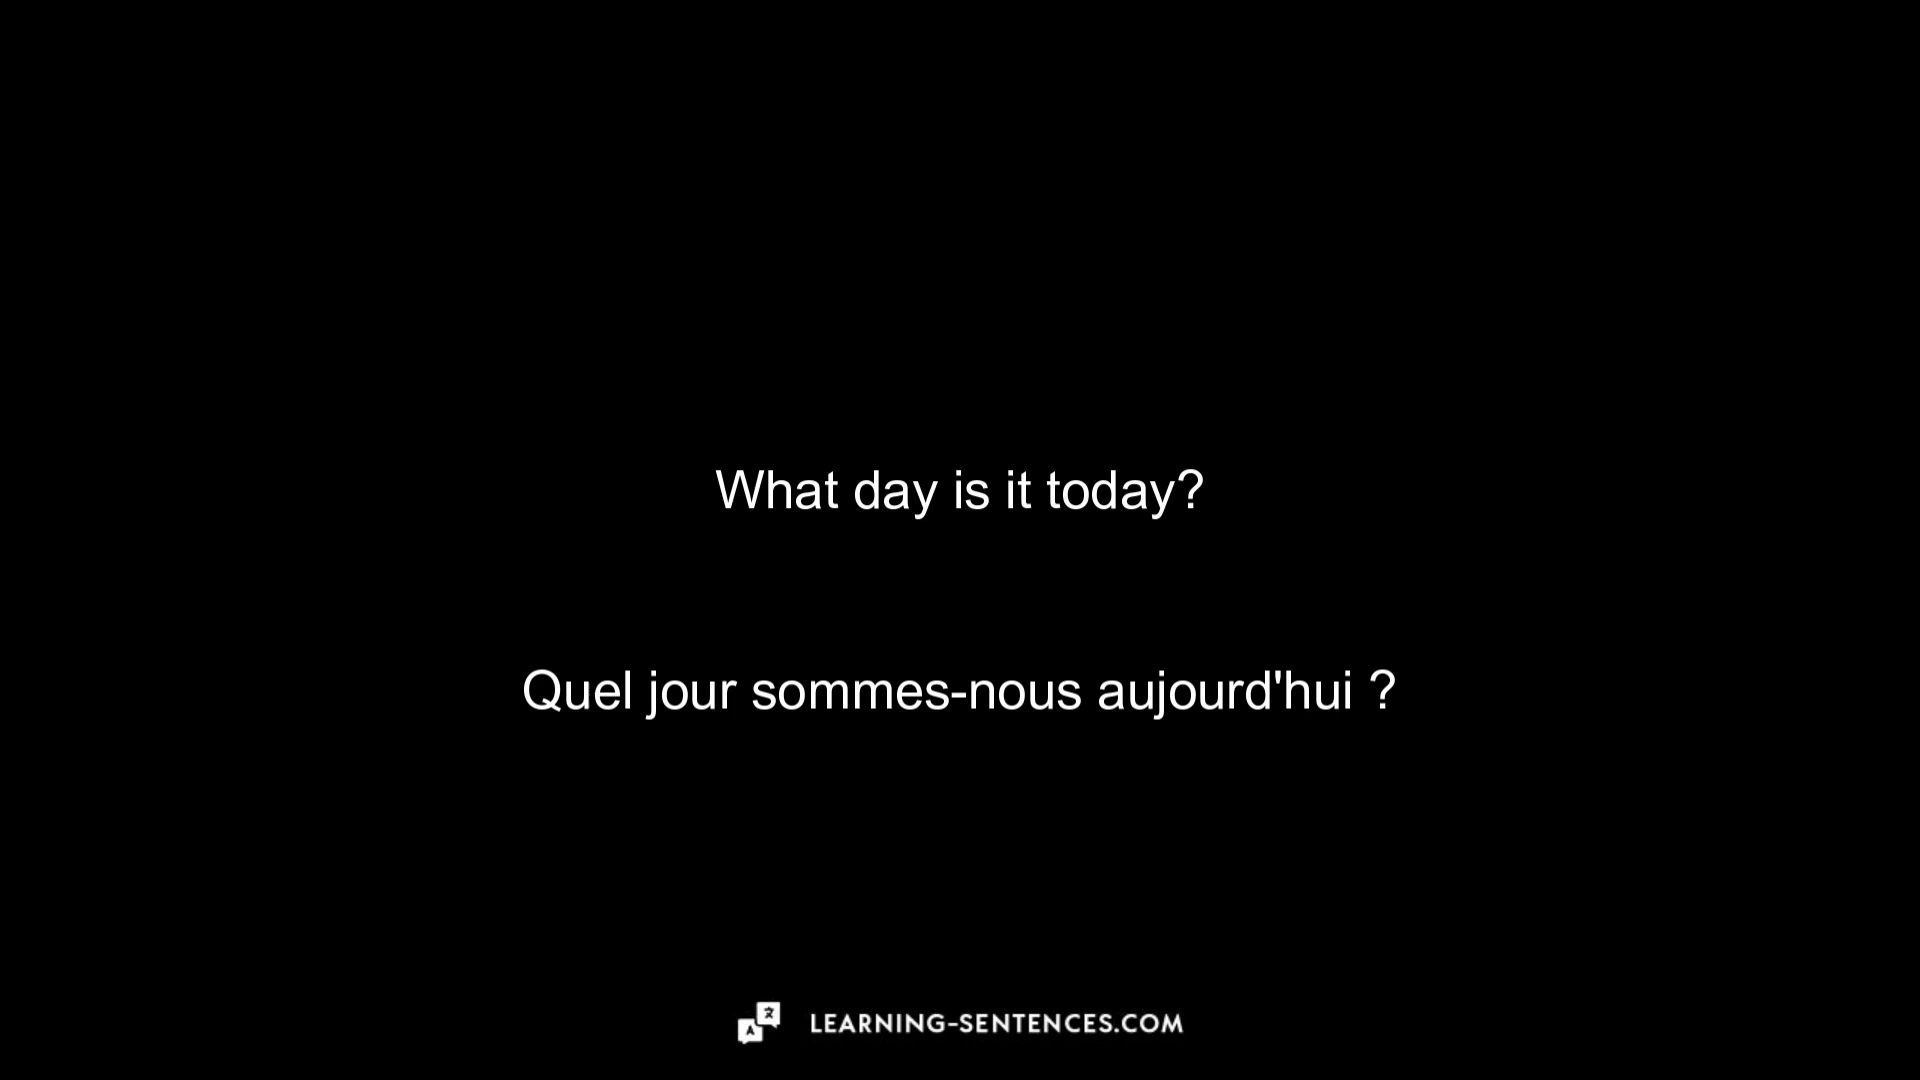 What day is it today?
Quel jour sommes-nous aujourd'hui ?
LEARNING-SENTENCES.COM